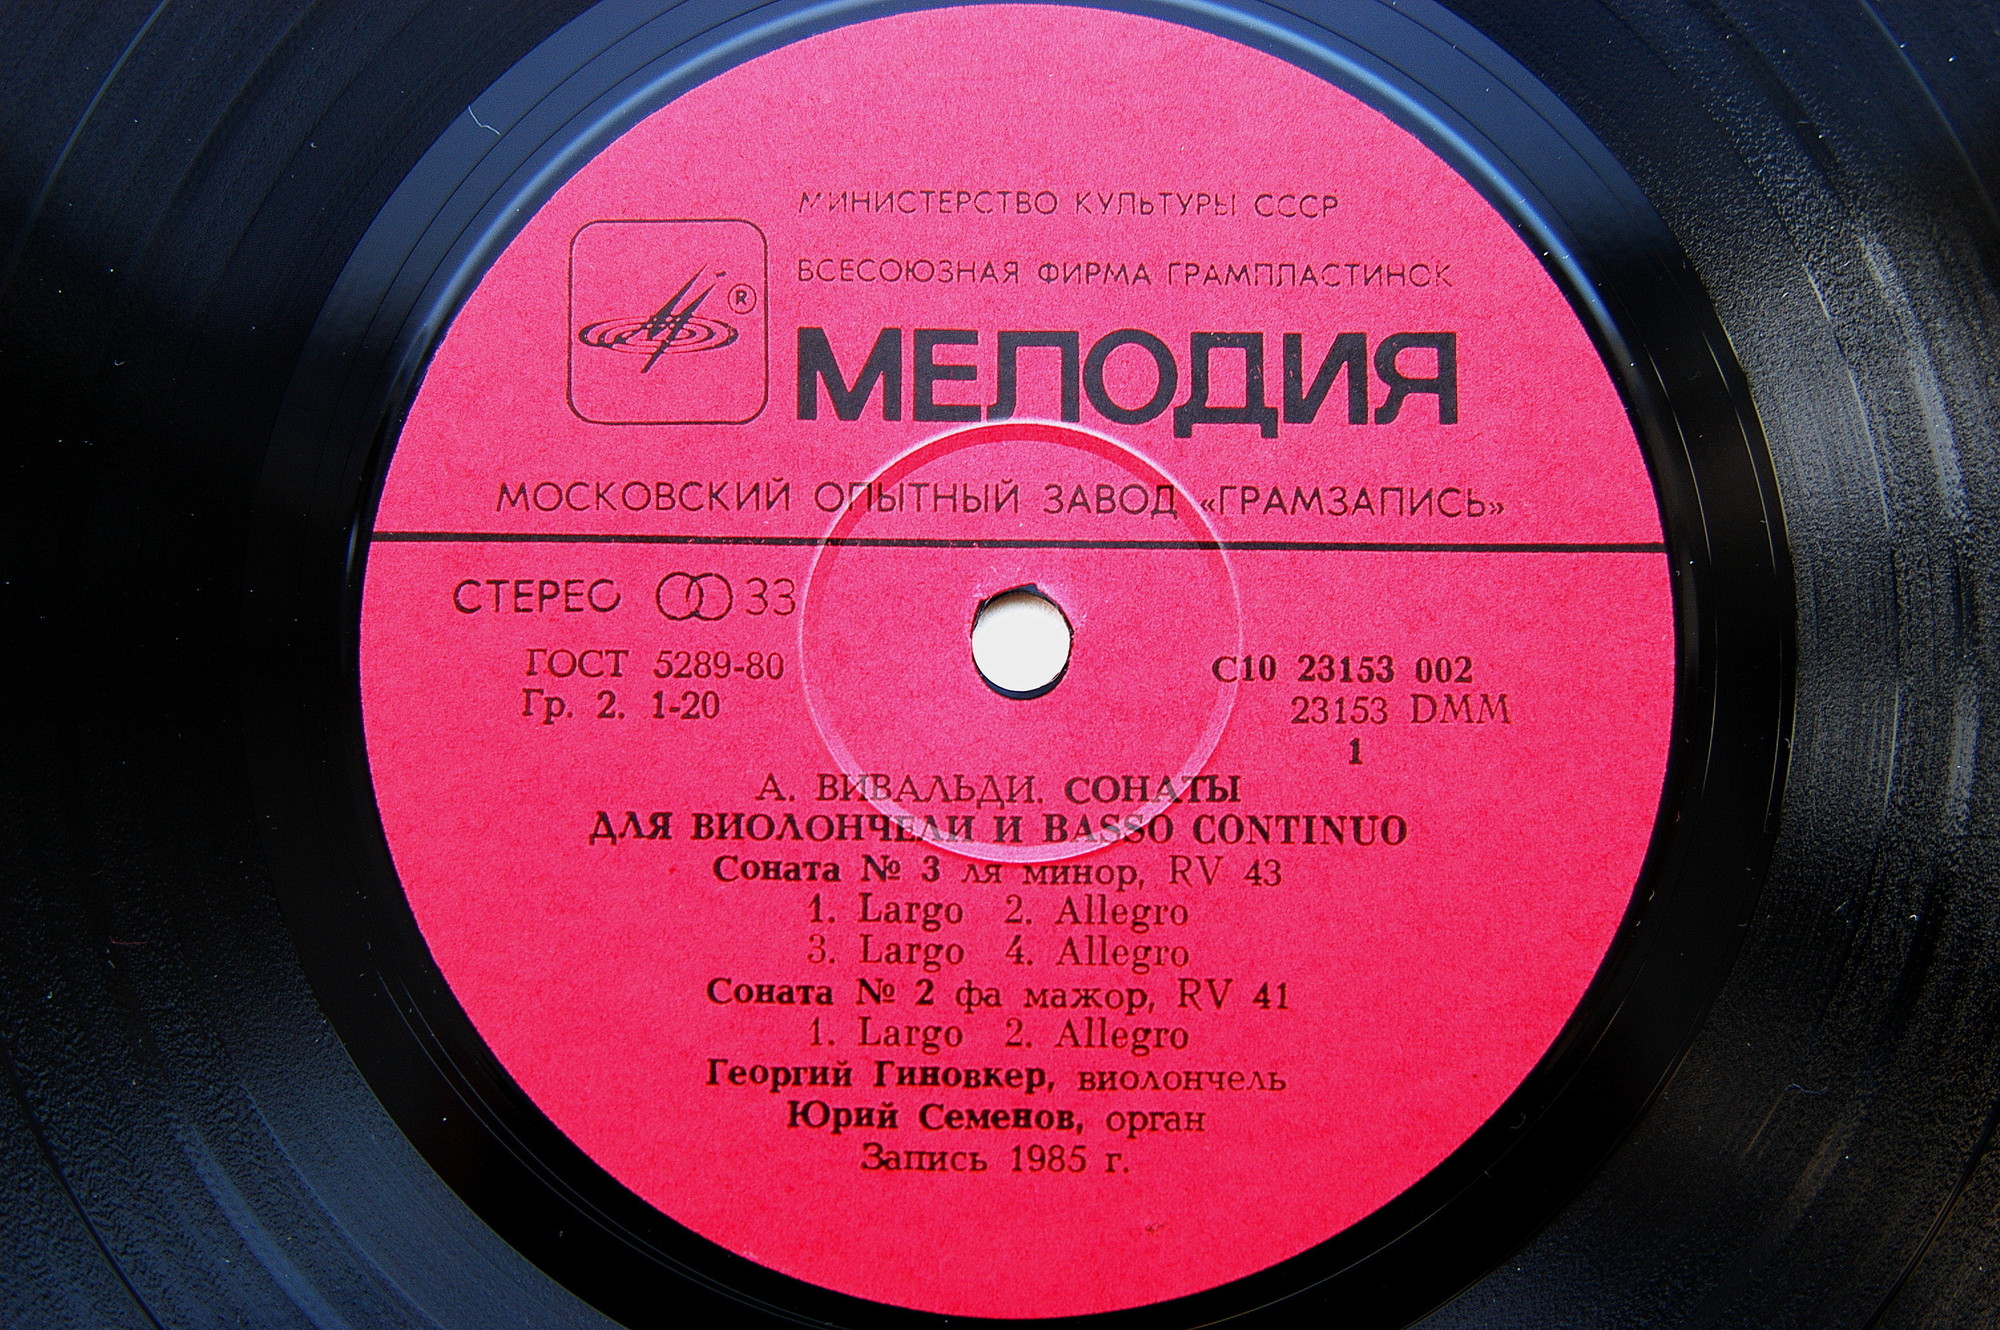 МИНИСТЕРСТВО КУЛЬТУРЫ СССР
ВСЕСОЮЗНАЯ ФИРМА ГРАМПЛАСТИНОК
®
МЕЛОДИЯ
МОСКОВСКИЙ ОПЫТНЫЙ ЗАВОД «ГРАМЗАПИСЬ»
СТЕРЕО 33
ГОСТ 5289-80
Гр. 2. 1-20
С10 23153 002
23153 DMM
1
А. ВИВАЛЬДИ. СОНАТЫ
ДЛЯ ВИОЛОНЧЕЛИ И BASSO CONTINUO
Соната № 3 ля минор, RV 43
1. Largo 2. Allegro
3. Largo 4. Allegro
Соната № 2 фа мажор, RV 41
1. Largo 2. Allegro
Георгий Гиновкер, виолончель
Юрий Семенов, орган
Запись 1985 г.